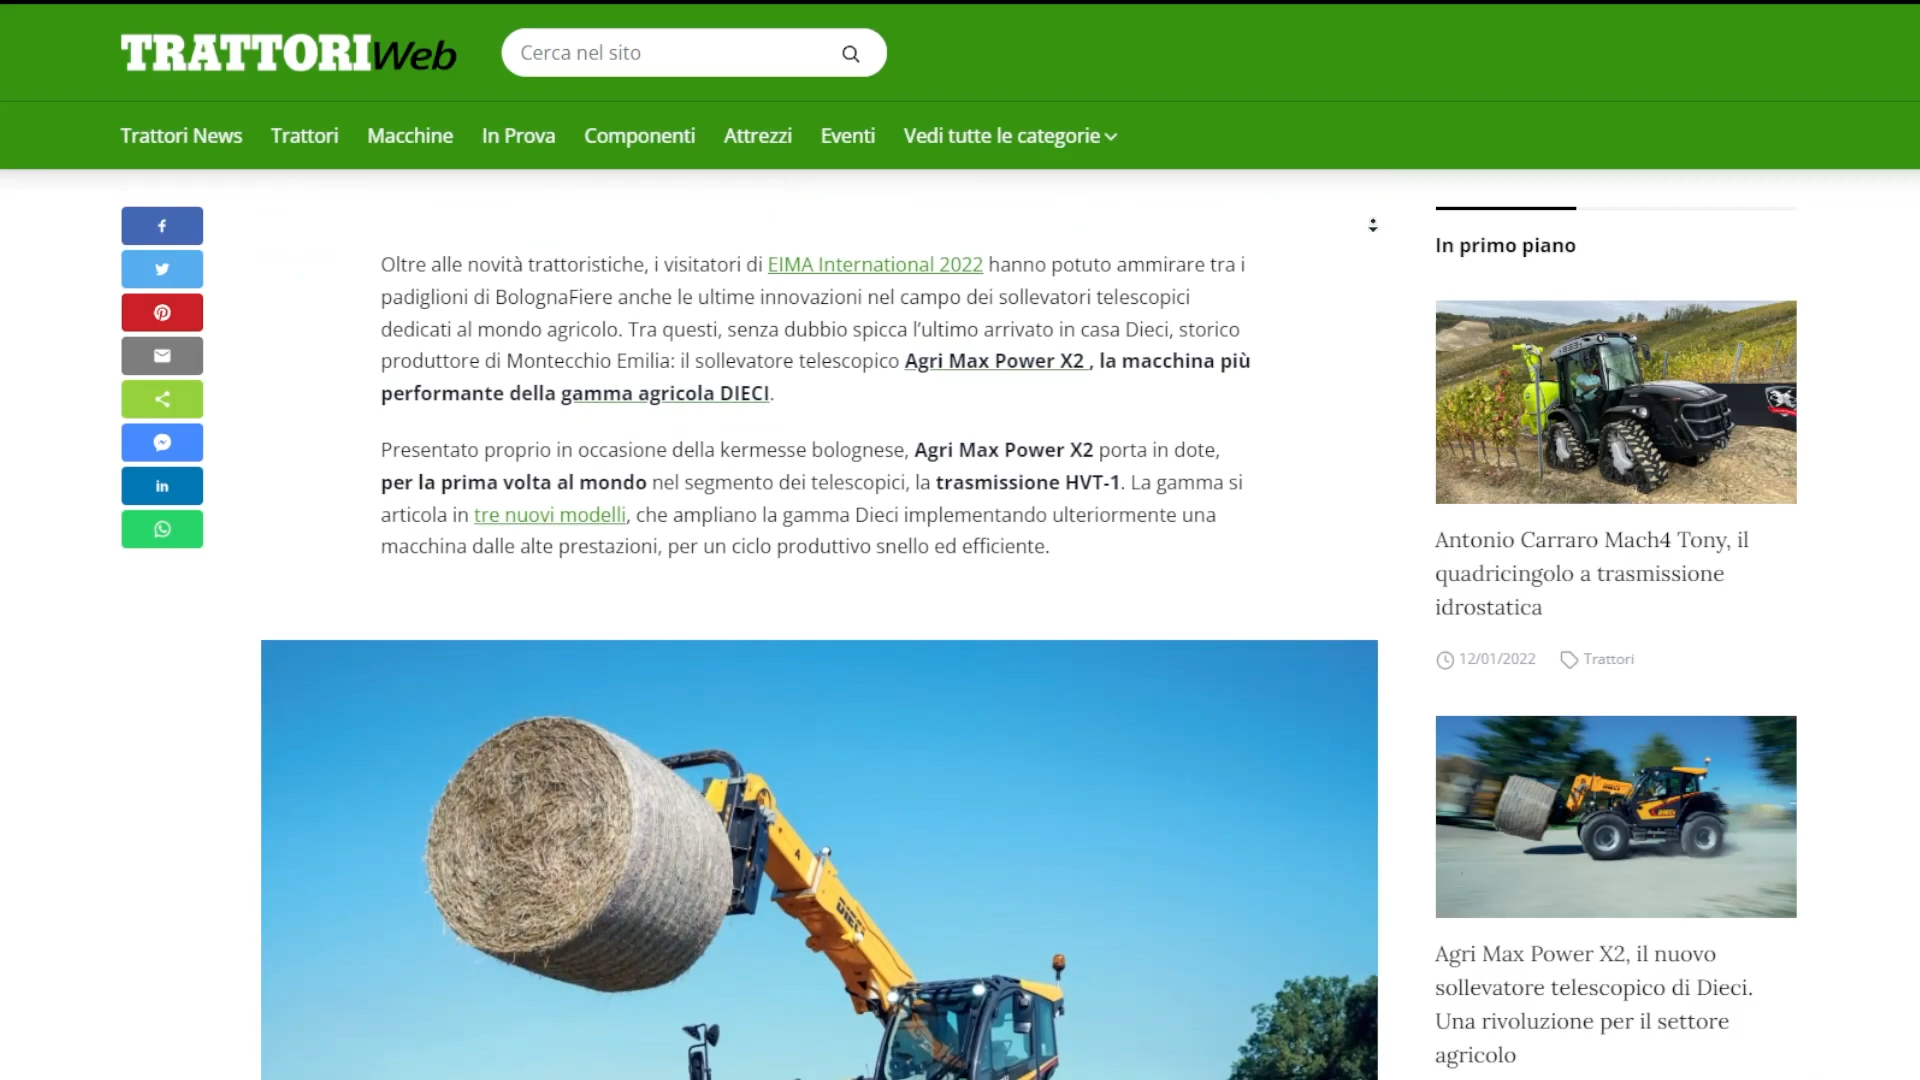 TRATTORIWeb
Cerca nel sito
Trattori News Trattori Macchine In Prova Componenti Attrezzi Eventi Vedi tutte le categorie
Oltre alle novità trattoristiche, i visitatori di EIMA International 2022 hanno potuto ammirare tra i
padiglioni di BolognaFiere anche le ultime innovazioni nel campo dei sollevatori telescopici
dedicati al mondo agricolo. Tra questi, senza dubbio spicca l'ultimo arrivato in casa Dieci, storico
produttore di Montecchio Emilia: il sollevatore telescopico Agri Max Power X2 , la macchina più
performante della gamma agricola DIECI.
Presentato proprio in occasione della kermesse bolognese, Agri Max Power X2 porta in dote,
per la prima volta al mondo nel segmento dei telescopici, la trasmissione HVT-1. La gamma si
articola in tre nuovi modelli, che ampliano la gamma Dieci implementando ulteriormente una
macchina dalle alte prestazioni, per un ciclo produttivo snello ed efficiente.
A
DIECI
In primo piano
Antonio Carraro Mach4 Tony, il
quadricingolo a trasmissione
idrostatica
12/01/2022 Trattori
DIECI
Agri Max Power X2, il nuovo
sollevatore telescopico di Dieci.
Una rivoluzione per il settore
agricolo